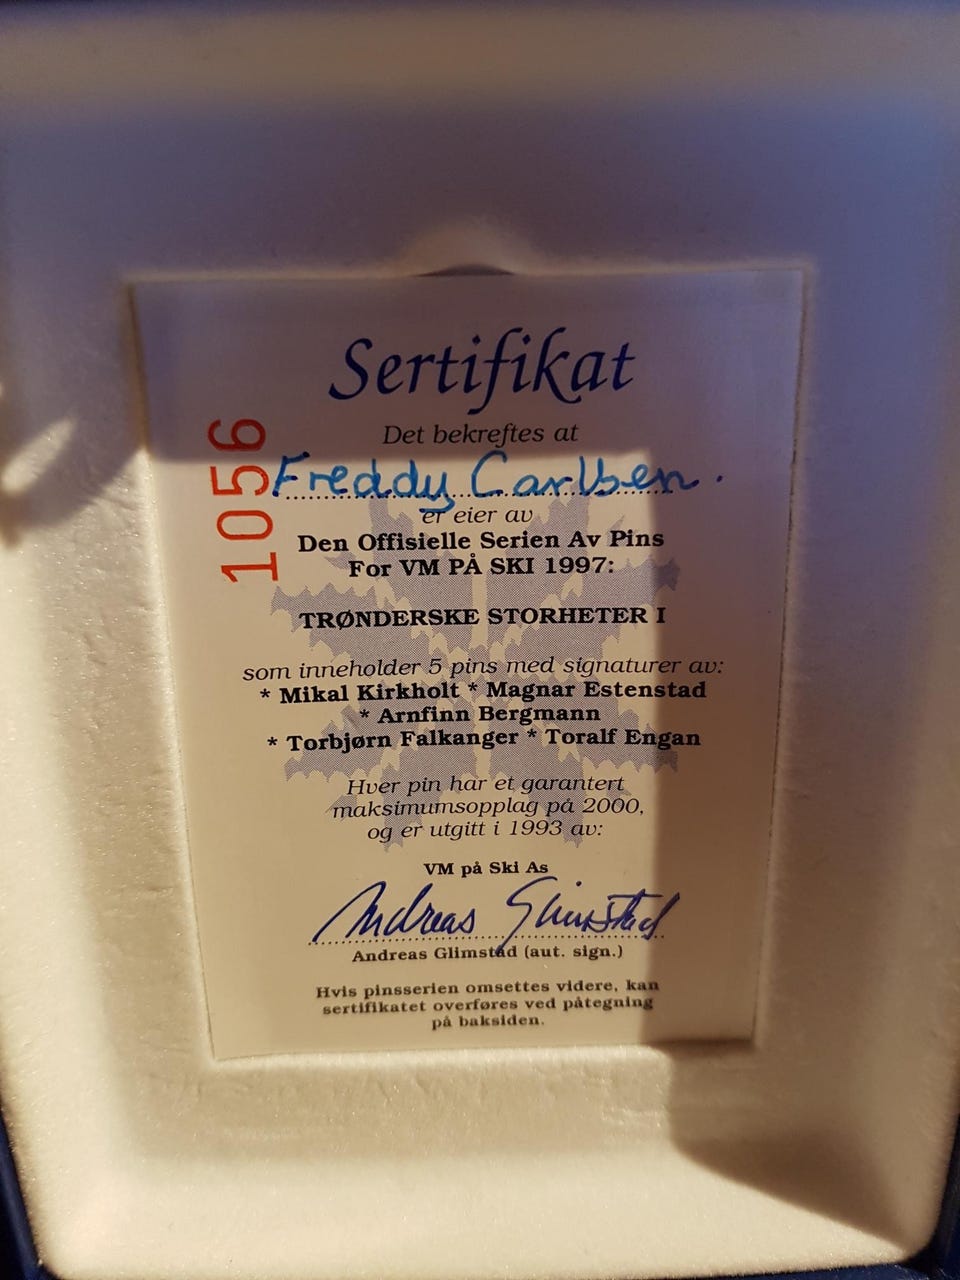 Sertifikat
Det bekreftes at
Freddy Carlsen.
er eier av
Den Offisielle Serien Av Pins
For VM PÅ SKI 1997:
TRØNDERSKE STORHETER I
som inneholder 5 pins med signaturer av:
* Mikal Kirkholt * Magnar Estenstad
* Arnfinn Bergmann
* Torbjørn Falkanger * Toralf Engan
Hver pin har et garantert
maksimumsopplag på 2000,
og er utgitt i 1993 av:
VM på Ski As
Andreas Glimstad
Andreas Glimstad (aut. sign.)
Hvis pinsserien omsettes videre, kan
sertifikatet overføres ved påtegning
på baksiden.
1056